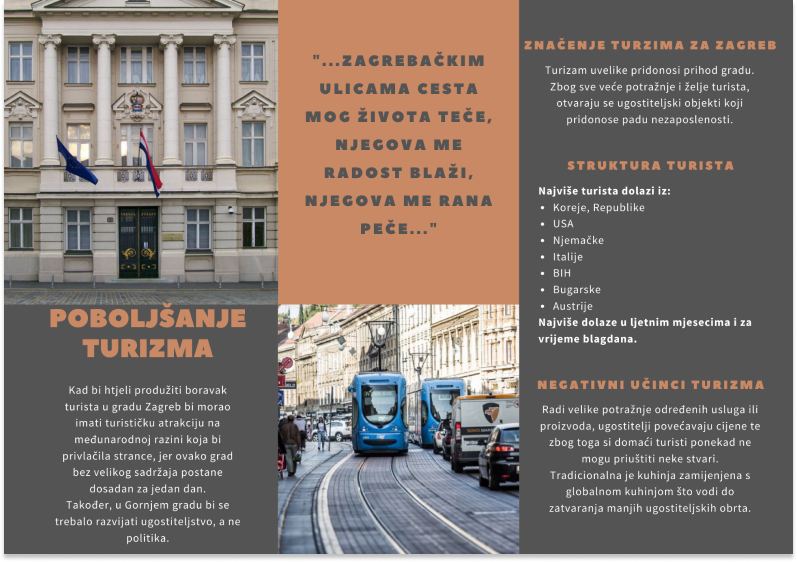 POBOLJŠANJE
TURIZMA
Kad bi htjeli produžiti boravak
turista u gradu Zagreb bi morao
imati turističku atrakciju na
međunarodnoj razini koja bi
privlačila strance, jer ovako grad
bez velikog sadržaja postane
dosadan za jedan dan.
Također, u Gornjem gradu bi se
trebalo razvijati ugostiteljstvo, a ne
politika.
"...ZAGREBAČKIM
ULICAMA CESTA
MOG ŽIVOTA TEČE,
NJEGOVA ME
RADOST BLAŽI,
NJEGOVA ME RANA
PEČE..."
ZNAČENJE TURZIMA ZA ZAGREB
Turizam uvelike pridonosi prihod gradu.
Zbog sve veće potražnje i želje turista,
otvaraju se ugostiteljski objekti koji
pridonose padu nezaposlenosti.
STRUKTURA TURISTA
Najviše turista dolazi iz:
• Koreje, Republike
• USA
• Njemačke
• Italije
• BIH
• Bugarske
• Austrije
Najviše dolaze u ljetnim mjesecima i za
vrijeme blagdana.
NEGATIVNI UČINCI TURIZMA
Radi velike potražnje određenih usluga ili
proizvoda, ugostitelji povećavaju cijene te
zbog toga si domaći turisti ponekad ne
mogu priuštiti neke stvari.
Tradicionalna je kuhinja zamijenjena s
globalnom kuhinjom što vodi do
zatvaranja manjih ugostiteljskih obrta.